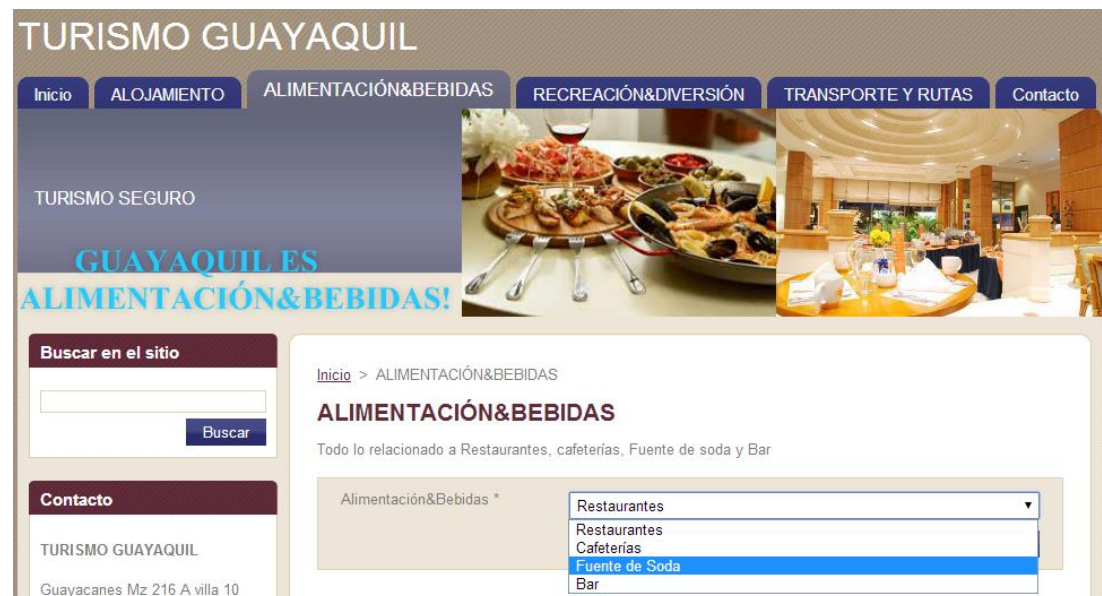 TURISMO GUAYAQUIL
Inicio
ALOJAMIENTO
ALIMENTACIÓN&BEBIDAS
RECREACIÓN&DIVERSIÓN
TRANSPORTE Y RUTAS
Contacto
TURISMO SEGURO
GUAYAQUIL ES
ALIMENTACIÓN&BEBIDAS!
Buscar en el sitio
Buscar
Contacto
TURISMO GUAYAQUIL
Guayacanes Mz 216 A villa 10
Inicio > ALIMENTACIÓN&BEBIDAS
ALIMENTACIÓN&BEBIDAS
Todo lo relacionado a Restaurantes, cafeterías, Fuente de soda y Bar
Alimentación&Bebidas *
Restaurantes
Restaurantes
Cafeterías
Fuente de Soda
Bar